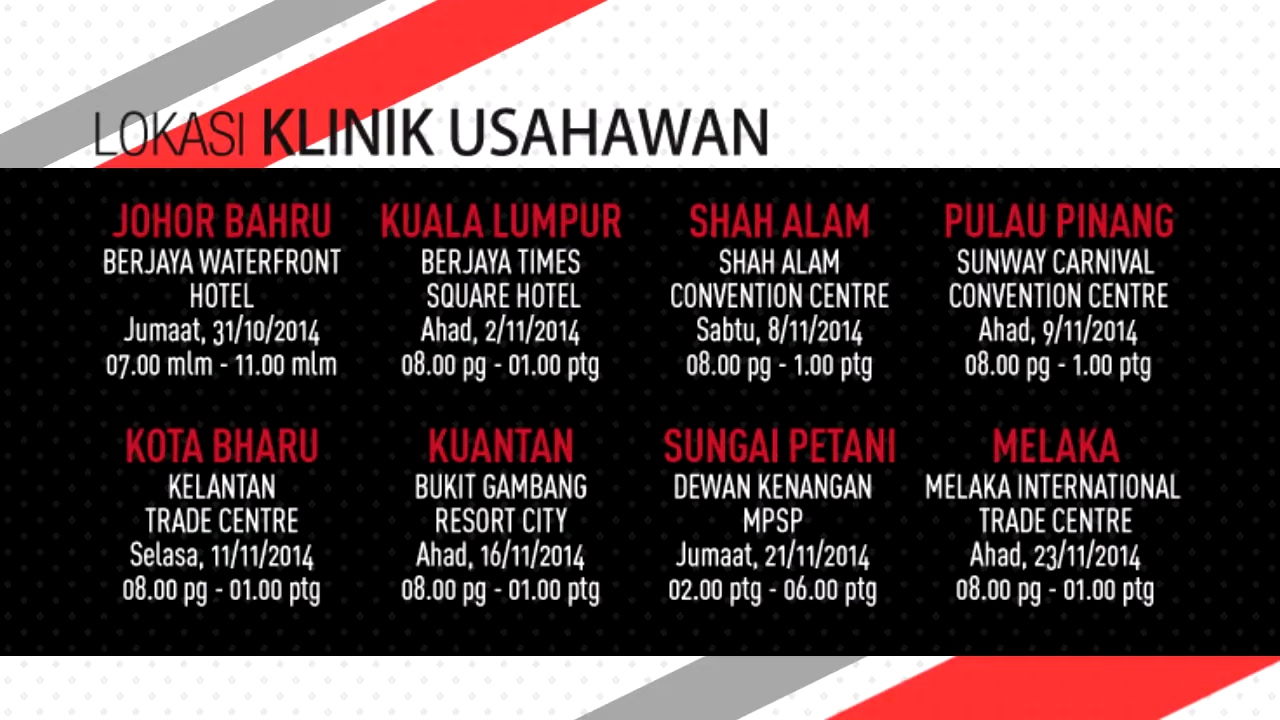 LOKASI KLINIK USAHAWAN
JOHOR BAHRU
BERJAYA WATERFRONT
HOTEL
Jumaat, 31/10/2014
07.00 mlm - 11.00 mlm
KUALA LUMPUR
BERJAYA TIMES
SQUARE HOTEL
Ahad, 2/11/2014
08.00 pg - 01.00 ptg
SHAH ALAM
SHAH ALAM
CONVENTION CENTRE
Sabtu, 8/11/2014
08.00 pg - 1.00 ptg
PULAU PINANG
SUNWAY CARNIVAL
CONVENTION CENTRE
Ahad, 9/11/2014
08.00 pg - 1.00 ptg
KOTA BHARU
KELANTAN
TRADE CENTRE
Selasa, 11/11/2014
08.00 pg - 01.00 ptg
KUANTAN
BUKIT GAMBANG
RESORT CITY
Ahad, 16/11/2014
08.00 pg - 01.00 ptg
SUNGAI PETANI
DEWAN KENANGAN
MPSP
Jumaat, 21/11/2014
02.00 ptg - 06.00 ptg
MELAKA
MELAKA INTERNATIONAL
TRADE CENTRE
Ahad, 23/11/2014
08.00 pg - 01.00 ptg